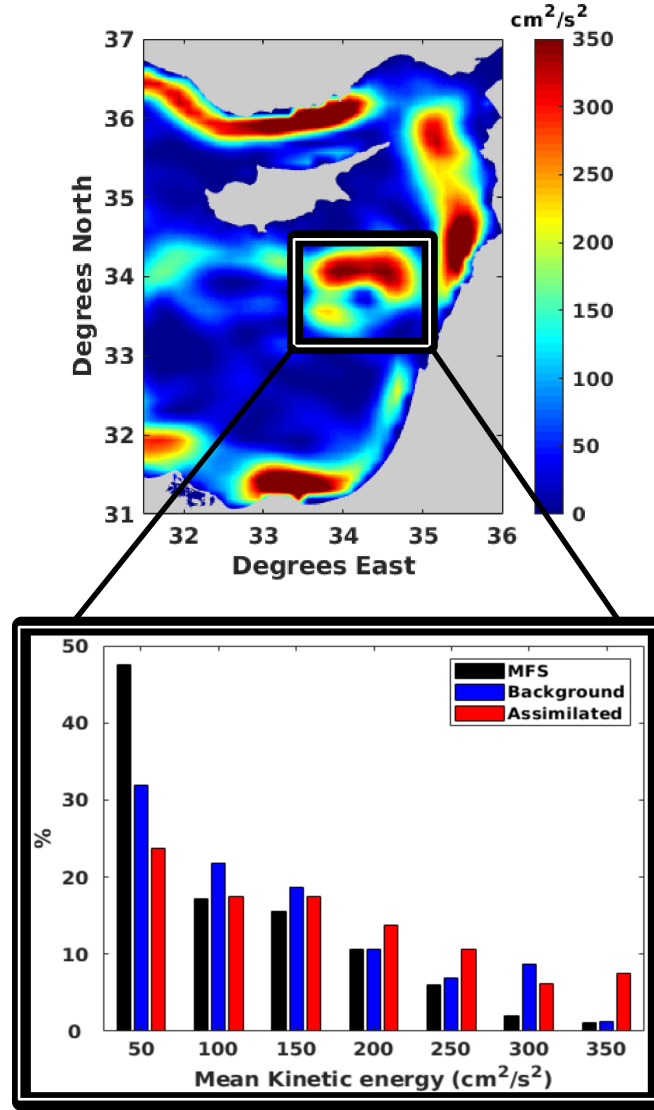 cm²/s²
37
36
35
34
33
32
31
Degrees North
32 33 34 35 36
Degrees East
350
300
250
200
150
100
50
0
50
40
30
20
10
0
%
MFS
Background
Assimilated
50 100 150 200 250 300 350
Mean Kinetic energy (cm²/s²)